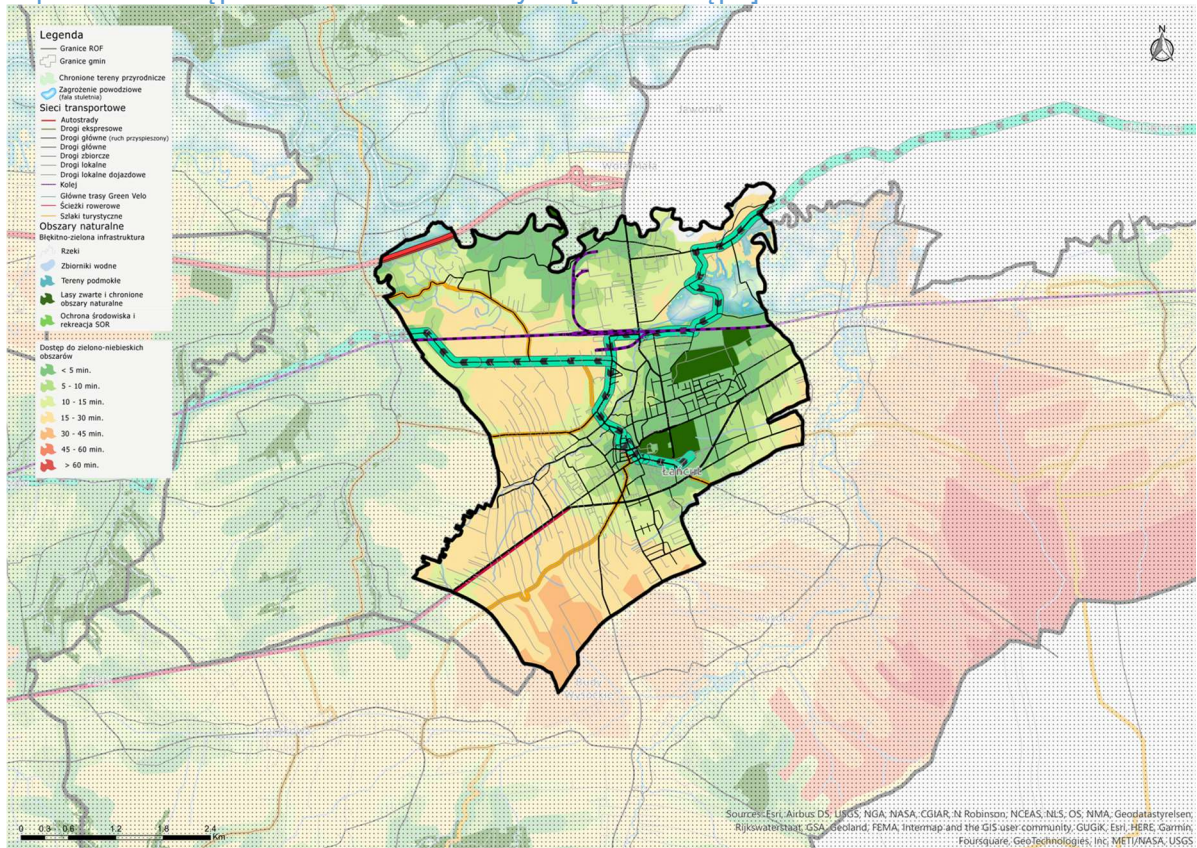 Legenda
Granice ROF
Granice gmin
Chronione tereny przyrodnicze
Zagrożenie powodziowe
(fala stuletnia)
Sieci transportowe
Autostrady
Drogi ekspresowe
Drogi główne (ruch przyspieszony)
Drogi główne
Drogi zbiorcze
Drogi lokalne
Drogi lokalne dojazdowe
Kolej
Główne trasy Green Velo
Ścieżki rowerowe
Szlaki turystyczne
Obszary naturalne
Błękitno-zielona infrastruktura
Rzeki
Zbiorniki wodne
Tereny podmokłe
Lasy zwarte i chronione
obszary naturalne
Ochrona środowiska i
rekreacja SOR
Dostęp do zielono-niebieskich
obszarów
< 5 min.
5 - 10 min.
10 - 15 min.
15 - 30 min.
30 - 45 min.
45 - 60 min.
> 60 min.
N
Wola Mała
Łańcut
0 0.3 0.6 1.2 1.8 2.4
Km
Sources: Esri, Airbus DS, USGS, NGA, NASA, CGIAR, N Robinson, NCEAS, NLS, OS, NMA, Geodatastyrelsen,
Rijkswaterstaat, GSA, Geoland, FEMA, Intermap and the GIS user community, GUGiK, Esri, HERE, Garmin,
Foursquare, GeoTechnologies, Inc, METI/NASA, USGS